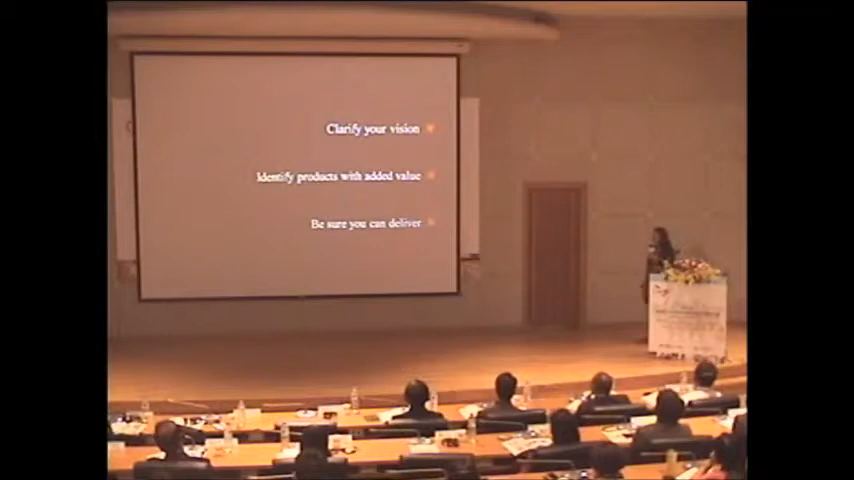 Clarify your vision
Identify products with added value
Be sure you can deliver